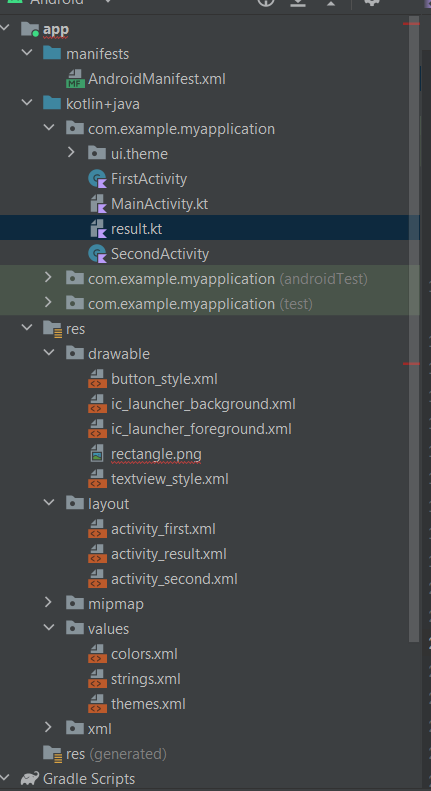 Android
app
manifests
MF AndroidManifest.xml
kotlin+java
com.example.myapplication
ui.theme
FirstActivity
MainActivity.kt
result.kt
SecondActivity
com.example.myapplication (androidTest)
com.example.myapplication (test)
res
drawable
button_style.xml
ic_launcher_background.xml
ic_launcher_foreground.xml
rectangle.png
textview_style.xml
layout
activity_first.xml
activity_result.xml
activity_second.xml
mipmap
values
colors.xml
strings.xml
themes.xml
xml
res (generated)
Gradle Scripts